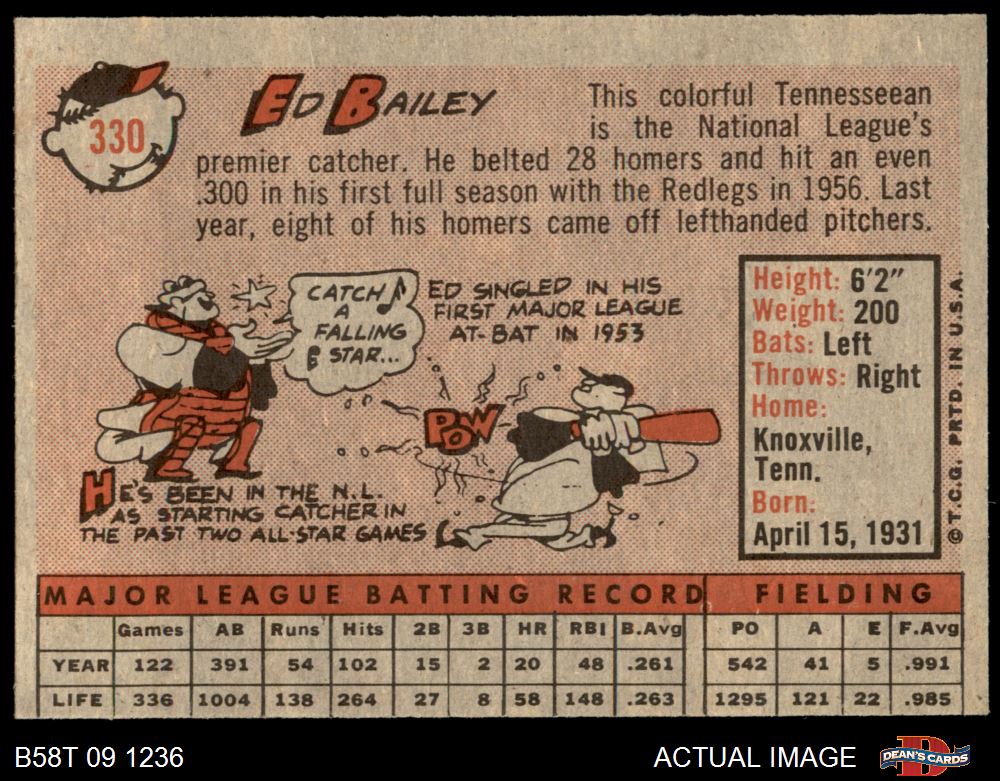 330
ED BAILEY
This colorful Tennesseean
is the National League's
premier catcher. He belted 28 homers and hit an even
.300 in his first full season with the Redlegs in 1956. Last
year, eight of his homers came off lefthanded pitchers.
CATCH
A
FALLING
& STAR...
ED SINGLED IN HIS
FIRST MAJOR LEAGUE
AT-BAT IN 1953
POW
HE'S BEEN IN THE N.L.
AS STARTING CATCHER IN
THE PAST TWO ALL-STAR GAMES
Height: 6'2"
Weight: 200
Bats: Left
Throws: Right
Home:
Knoxville,
Tenn.
Born:
April 15, 1931
©T.C.G. PRTD. IN U.S.A.
MAJOR LEAGUE BATTING RECORD FIELDING
Games AB Runs Hits 2B 3B HR RBI B.Avg PO A E F.Avg
YEAR 122 391 54 102 15 2 20 48 .261 542 41 5 .991
LIFE 336 1004 138 264 27 8 58 148 .263 1295 121 22 .985
B58T 09 1236 ACTUAL IMAGE DEAN'S CARDS